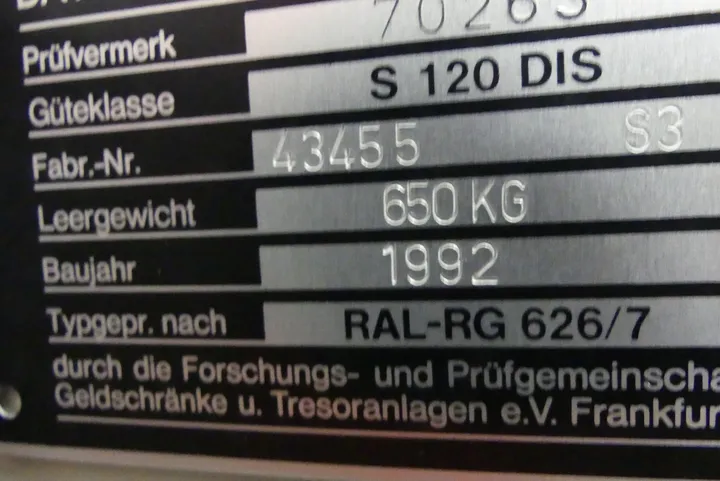 70263
Prüfvermerk
S 120 DIS
Güteklasse
Fabr.-Nr. 43455 S3
Leergewicht 650 KG
Baujahr 1992
Typgepr. nach RAL-RG 626/7
durch die Forschungs- und Prüfgemeinscha
Geldschränke u. Tresoranlagen e.V. Frankfur